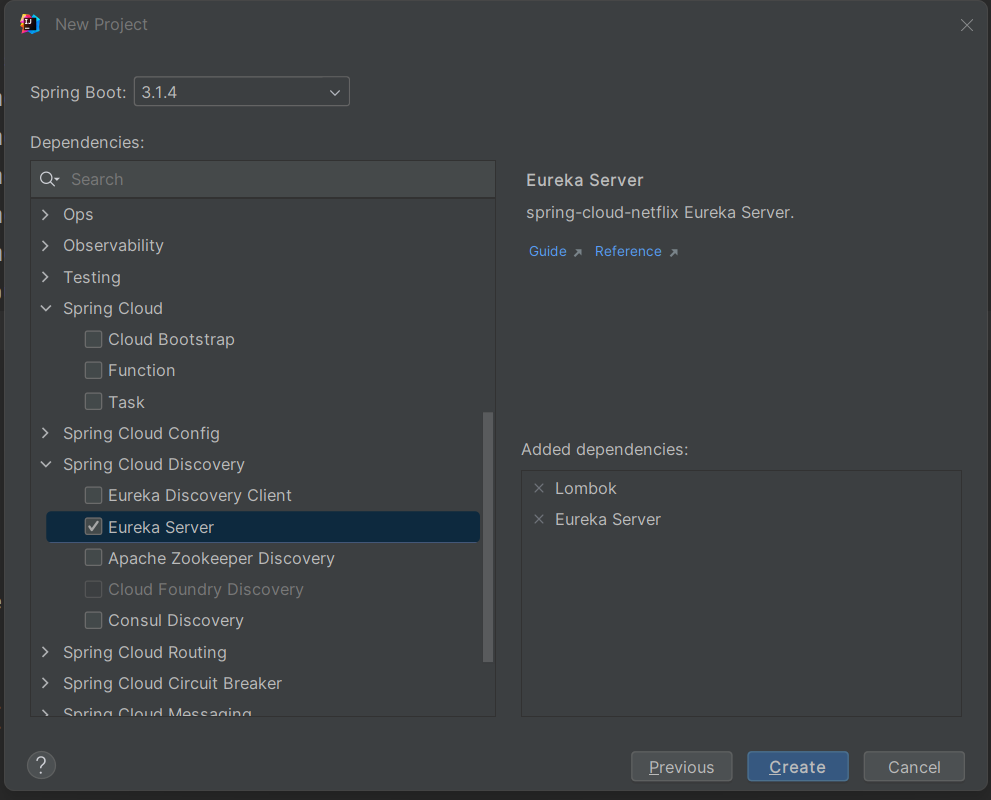 New Project
Spring Boot: 3.1.4
Dependencies:
Search
Ops
Observability
Testing
Spring Cloud
Cloud Bootstrap
Function
Task
Spring Cloud Config
Spring Cloud Discovery
Eureka Discovery Client
Eureka Server
Apache Zookeeper Discovery
Cloud Foundry Discovery
Consul Discovery
Spring Cloud Routing
Spring Cloud Circuit Breaker
Spring Cloud Messaging
Eureka Server
spring-cloud-netflix Eureka Server.
Guide Reference
Added dependencies:
Lombok
Eureka Server
?
Previous Create Cancel